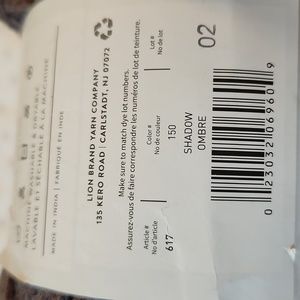 MACHINE WASHABLE & DRYABLE
LAVABLE ET SÉCHABLE À LA MACHINE
MADE IN INDIA | FABRIQUÉ EN INDE
LION BRAND YARN COMPANY
135 KERO ROAD | CARLSTADT, NJ 07072
Make sure to match dye lot numbers.
Assurez-vous de faire correspondre les numéros de lot de teinture.
Article # Color # Lot #
No d'article No de couleur No de lot
617 150
SHADOW
OMBRE
02
0 23032 06960 9